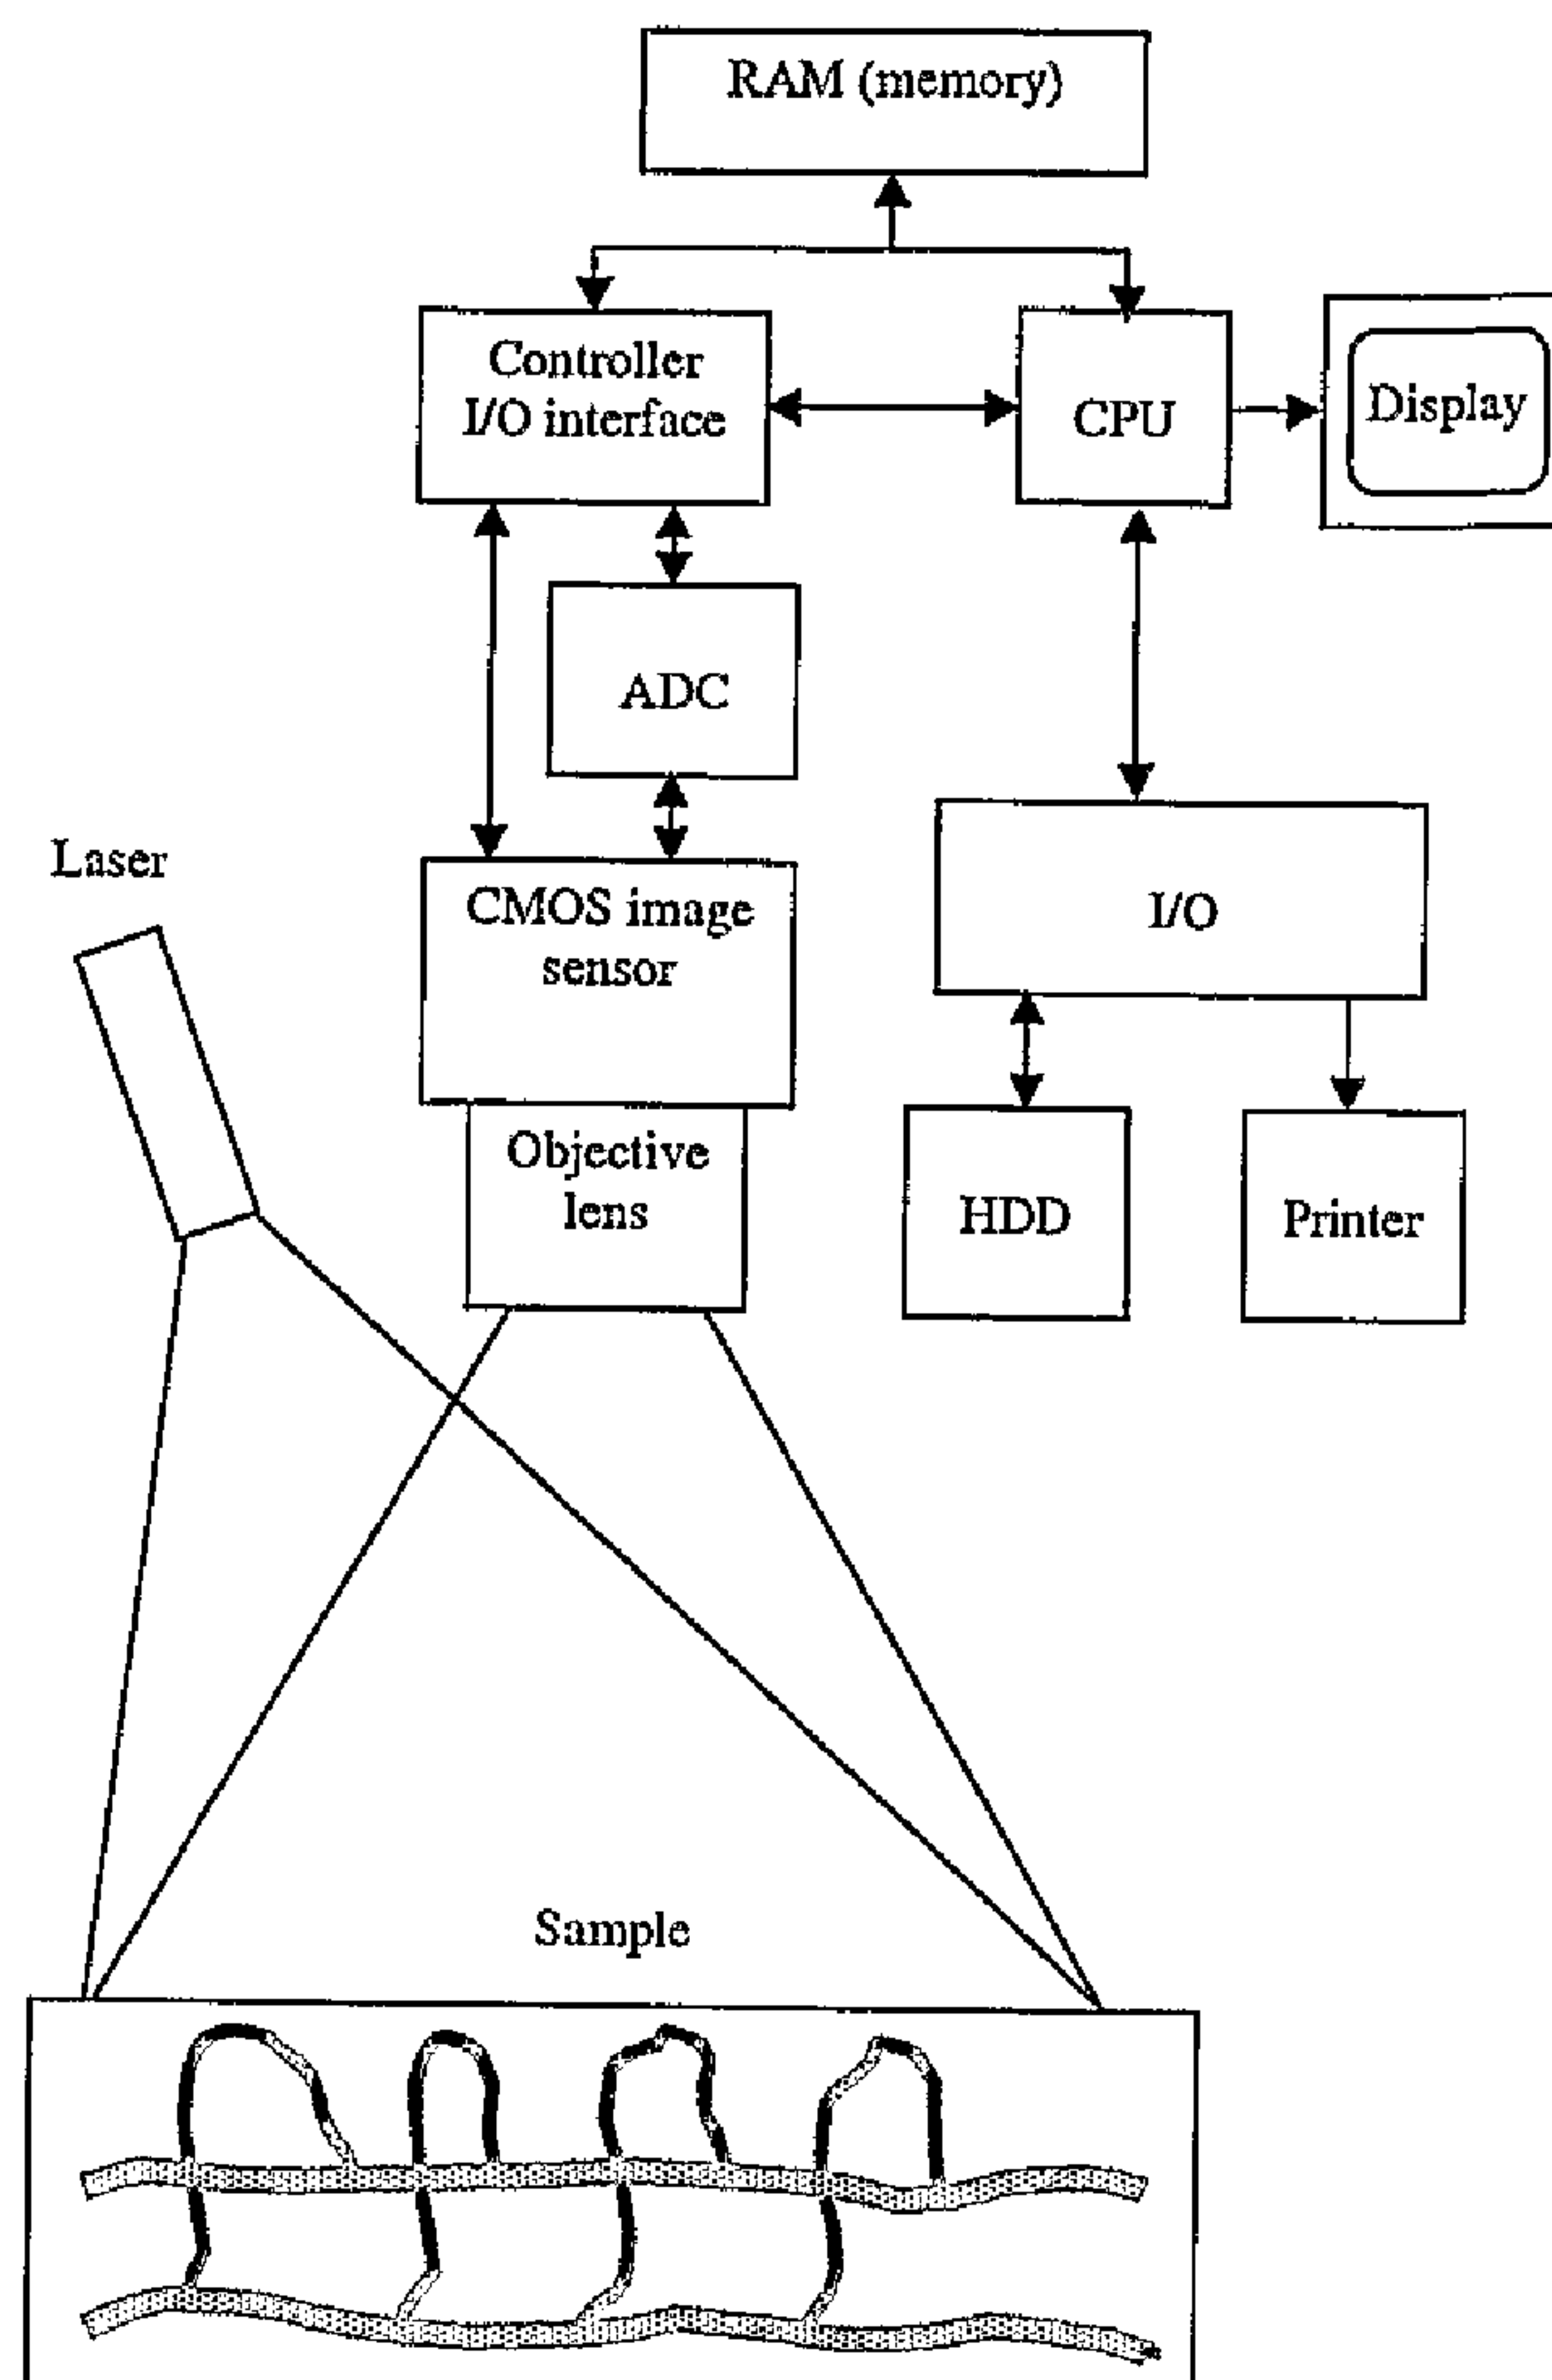 RAM (memory)
Controller
I/O interface
CPU
Display
ADC
Laser
CMOS image
sensor
I/O
Objective
lens
HDD
Printer
Sample